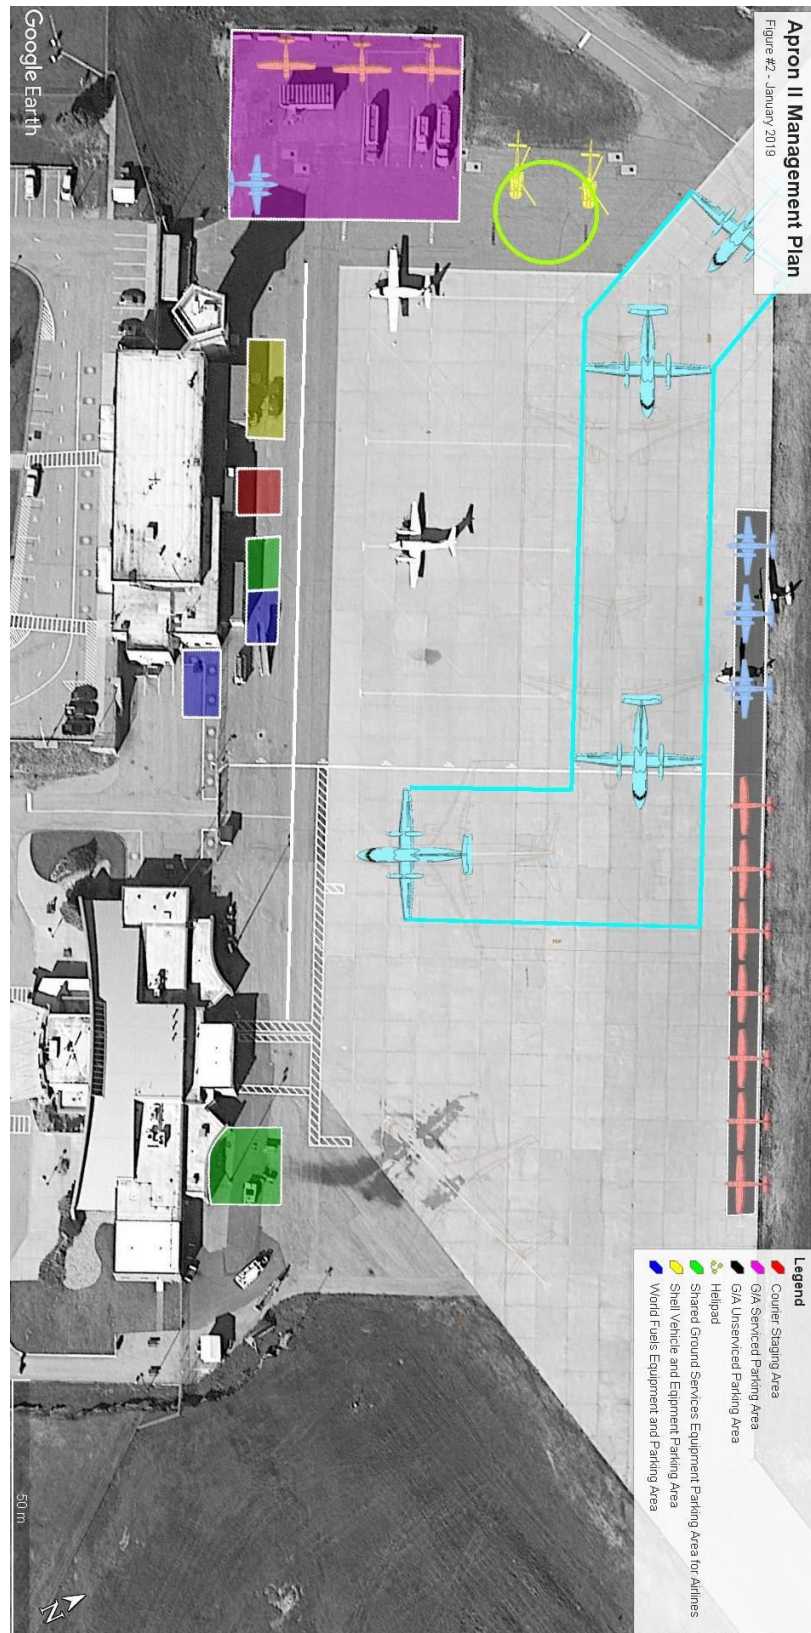 Apron II Management Plan
Figure #2 - January 2019
Legend
Courier Staging Area
G/A Serviced Parking Area
G/A Unserviced Parking Area
Helipad
Shared Ground Services Equipment Parking Area for Airlines
Shell Vehicle and Eqipment Parking Area
World Fuels Equipment and Parking Area
Google Earth
50 m
N